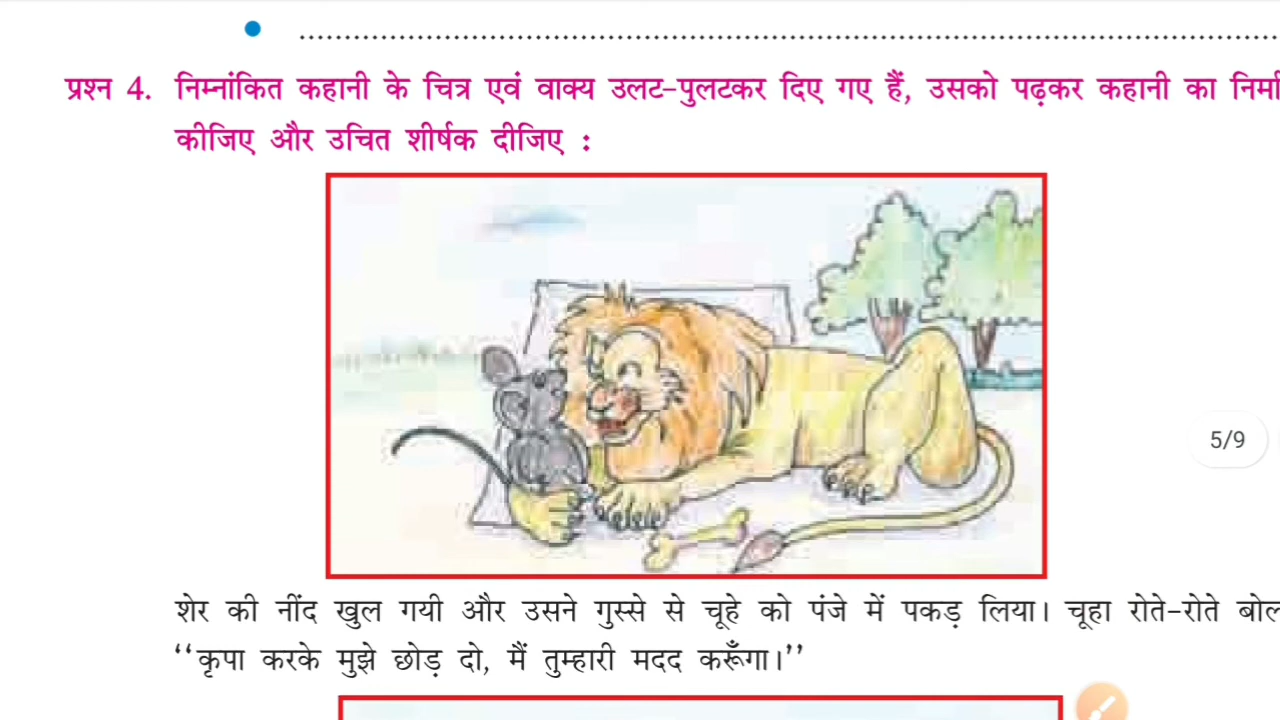 प्रश्न 4. निम्नांकित कहानी के चित्र एवं वाक्य उलट-पुलटकर दिए गए हैं, उसको पढ़कर कहानी का
कीजिए और उचित शीर्षक दीजिए :
5/9
शेर की नींद खुल गयी और उसने गुस्से से चूहे को पंजे में पकड़ लिया। चूहा रोते-रोते
‘‘कृपा करके मुझे छोड़ दो, मैं तुम्हारी मदद करूँगा।’’